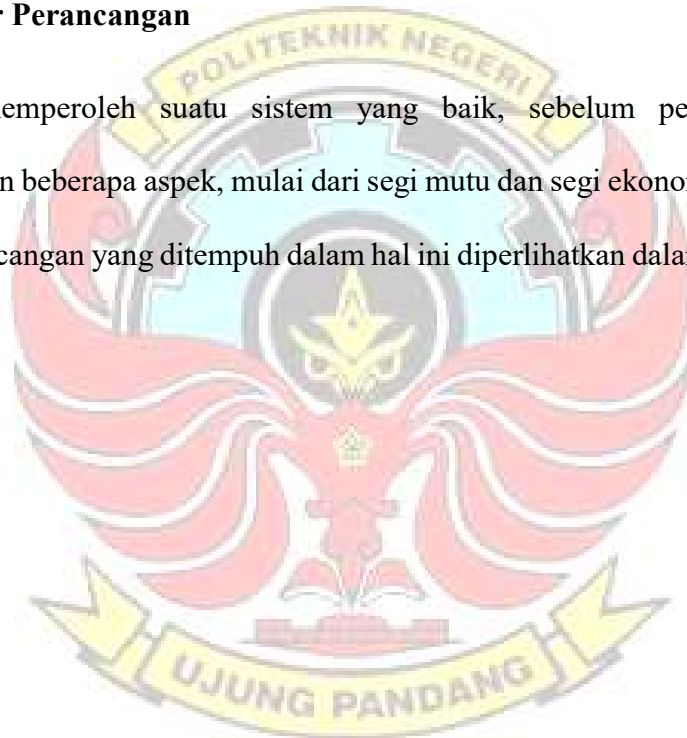 r Perancangan
POLITEKNIK NEGERI
emperoleh suatu sistem yang baik, sebelum pe
n beberapa aspek, mulai dari segi mutu dan segi ekonor
cangan yang ditempuh dalam hal ini diperlihatkan dalar
UJUNG PANDANG